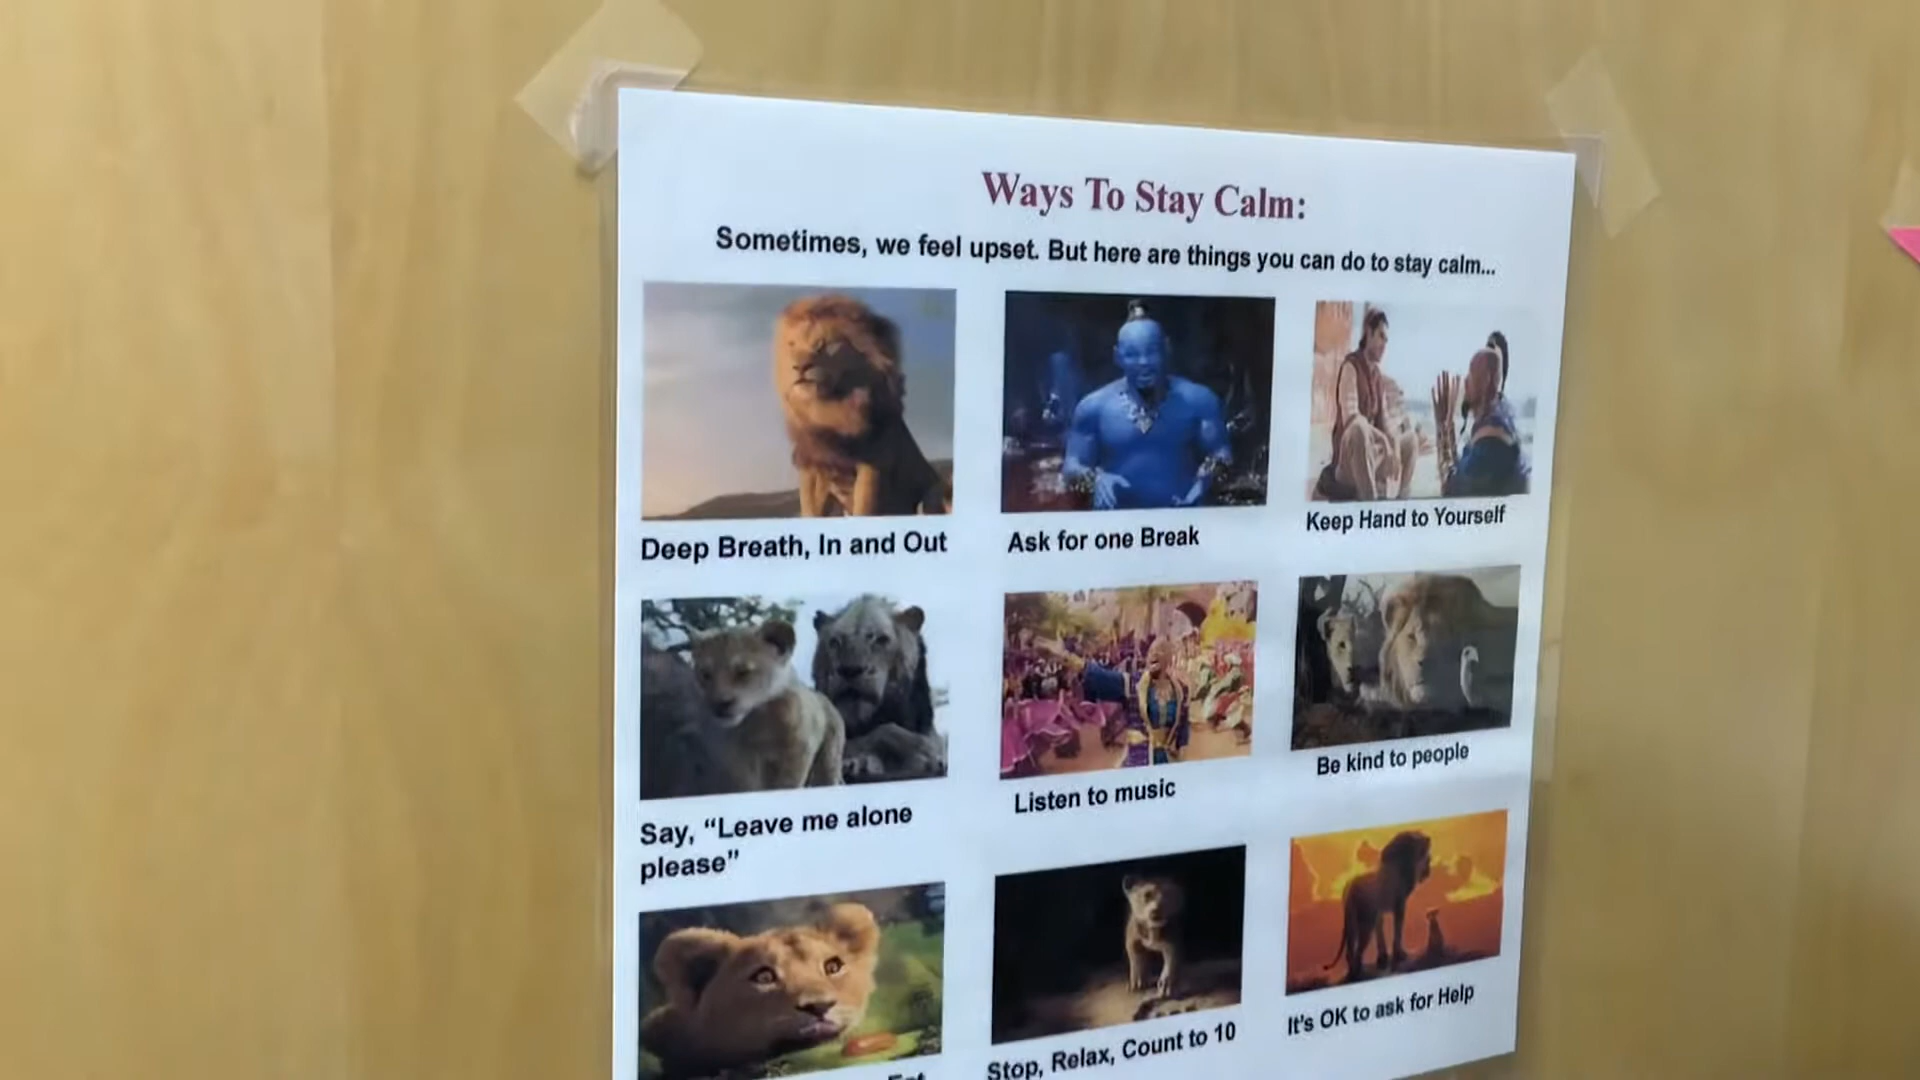 Ways To Stay Calm:
Sometimes, we feel upset. But here are things you can do to stay calm...
Deep Breath, In and Out
Ask for one Break
Keep Hand to Yourself
Say, “Leave me alone
please”
Listen to music
Be kind to people
Stop, Relax, Count to 10
It's OK to ask for Help